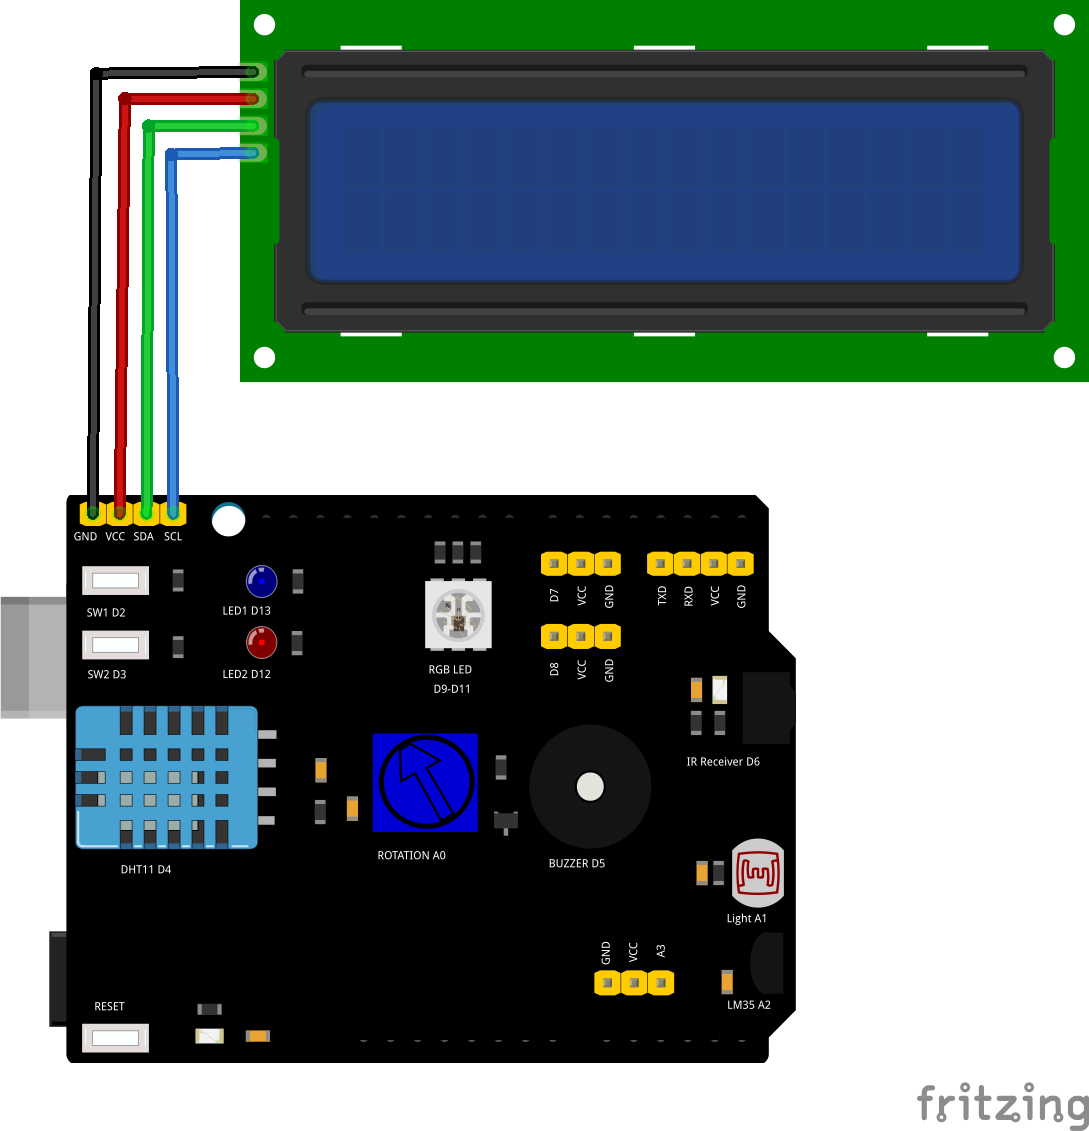 GND VCC SDA SCL
SW1 D2
LED1 D13
D7 VCC GND
TXD RXD VCC GND
SW2 D3
LED2 D12
RGB LED
D9-D11
D8 VCC GND
IR Receiver D6
DHT11 D4
ROTATION A0
BUZZER D5
Light A1
GND VCC A3
RESET
LM35 A2
fritzing